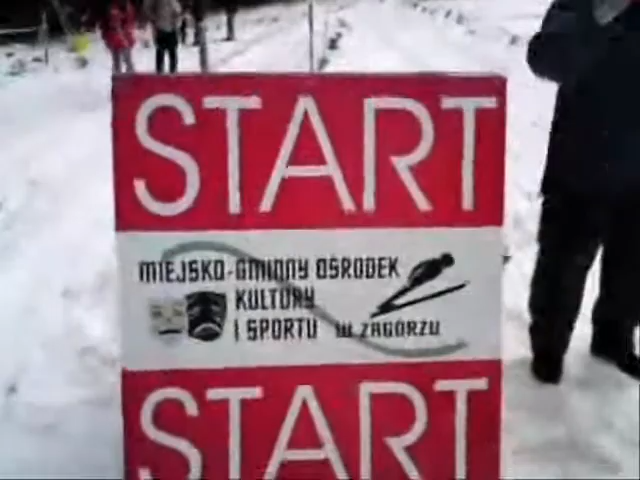 START
MIEJSKO-GMINNY OŚRODEK
KULTURY
I SPORTU W ZAGÓRZU
START